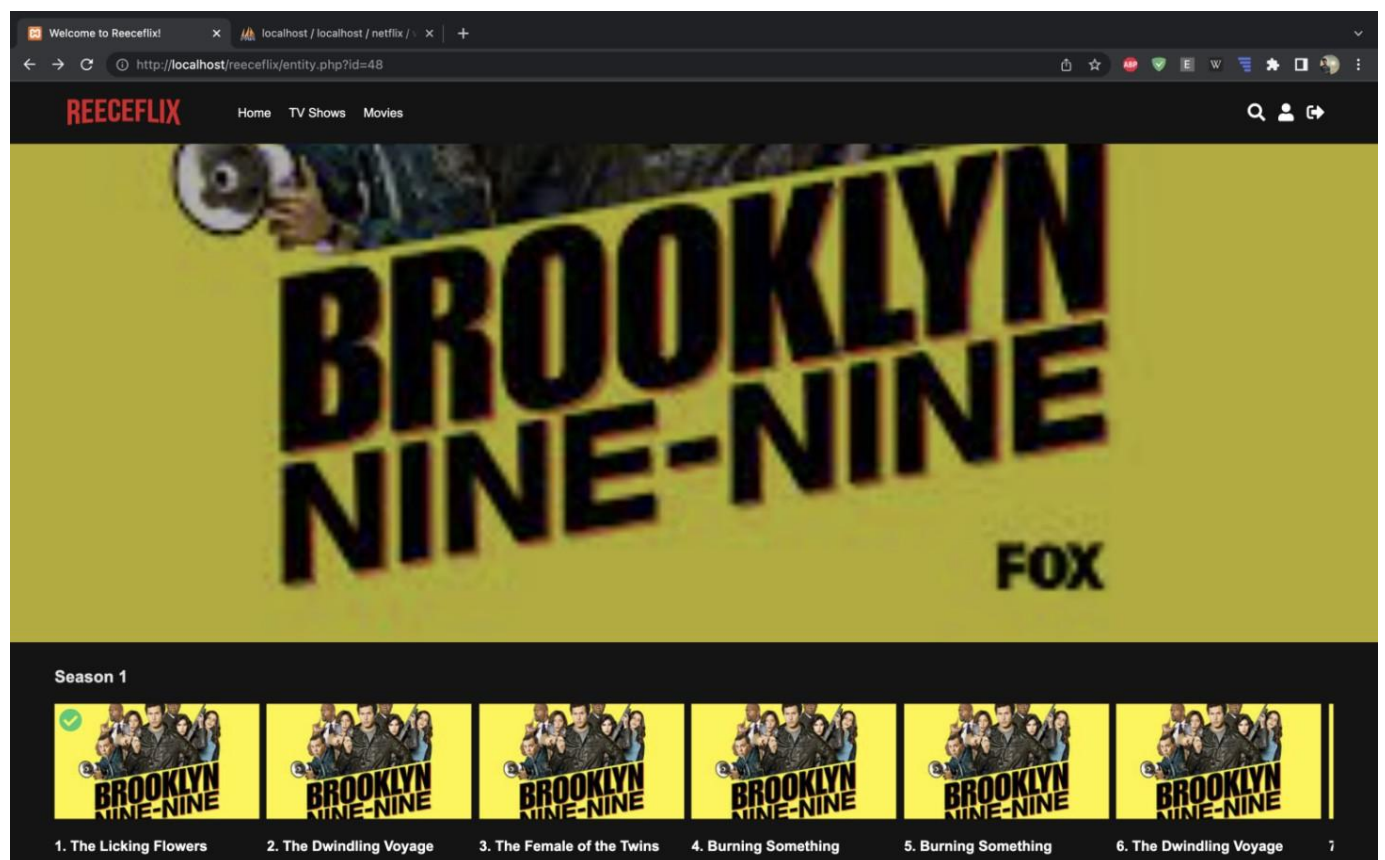 Welcome to Reeceflix!
localhost / localhost / netflix /
http://localhost/reeceflix/entity.php?id=48
ABP
E
W
REECEFLIX
Home TV Shows Movies
BROOKLYN
NINE-NINE
FOX
Season 1
BROOKLYN
NINE-NINE
BROOKLYN
NINE-NINE
BROOKLYN
NINE-NINE
BROOKLYN
NINE-NINE
BROOKLYN
NINE-NINE
BROOKLYN
NINE-NINE
1. The Licking Flowers
2. The Dwindling Voyage
3. The Female of the Twins
4. Burning Something
5. Burning Something
6. The Dwindling Voyage